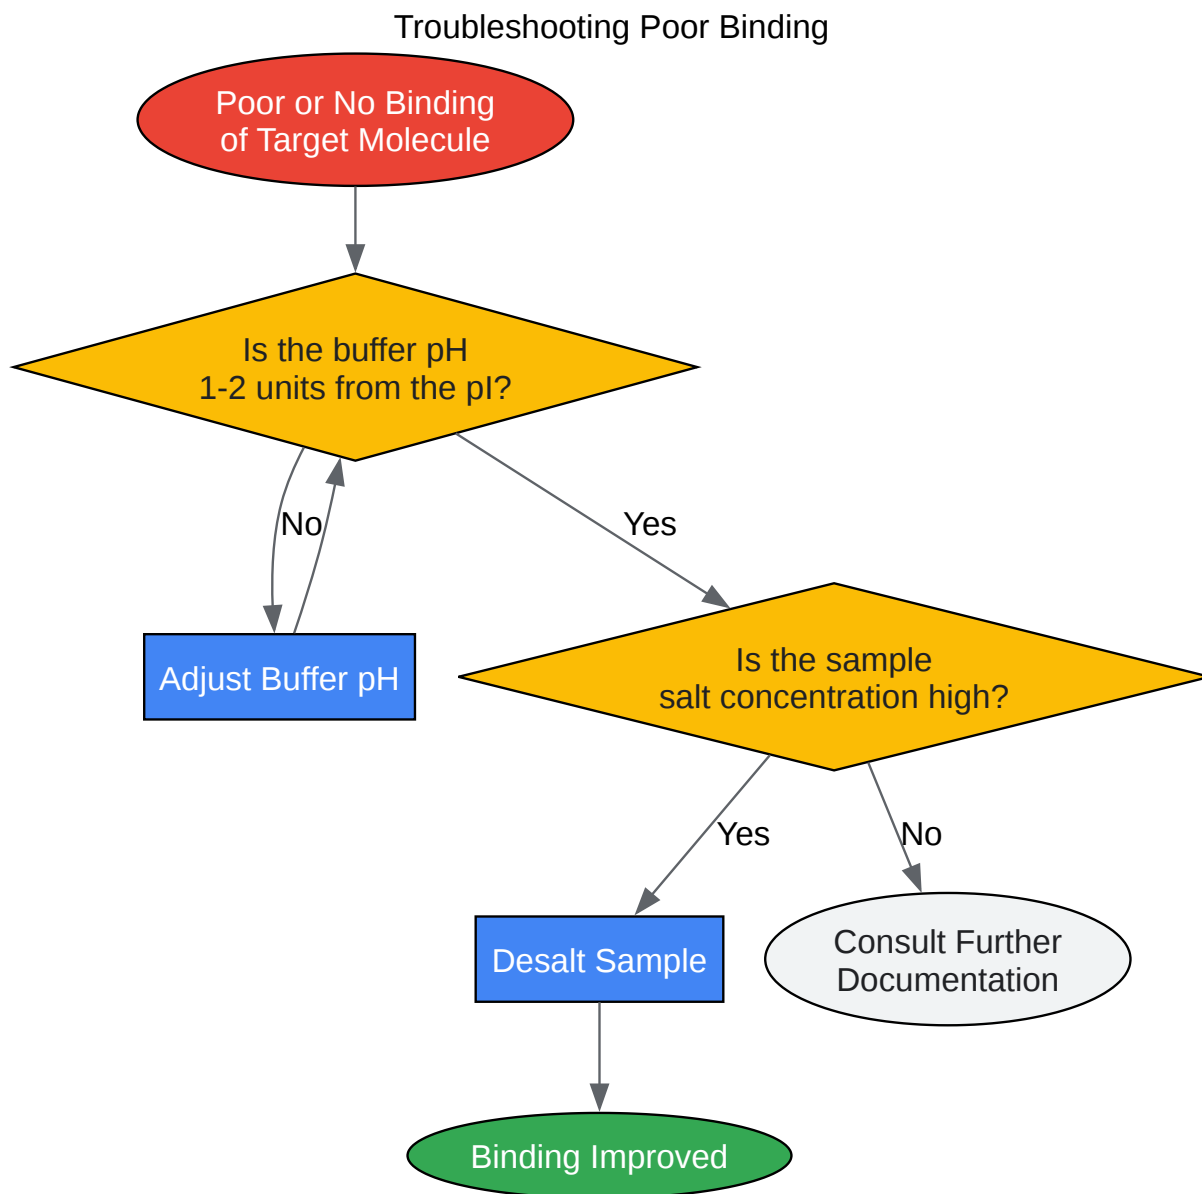 Troubleshooting Poor Binding
Poor or No Binding
of Target Molecule
Is the buffer pH
1-2 units from the pI?
No
Yes
Adjust Buffer pH
Is the sample
salt concentration high?
Yes
No
Desalt Sample
Consult Further
Documentation
Binding Improved